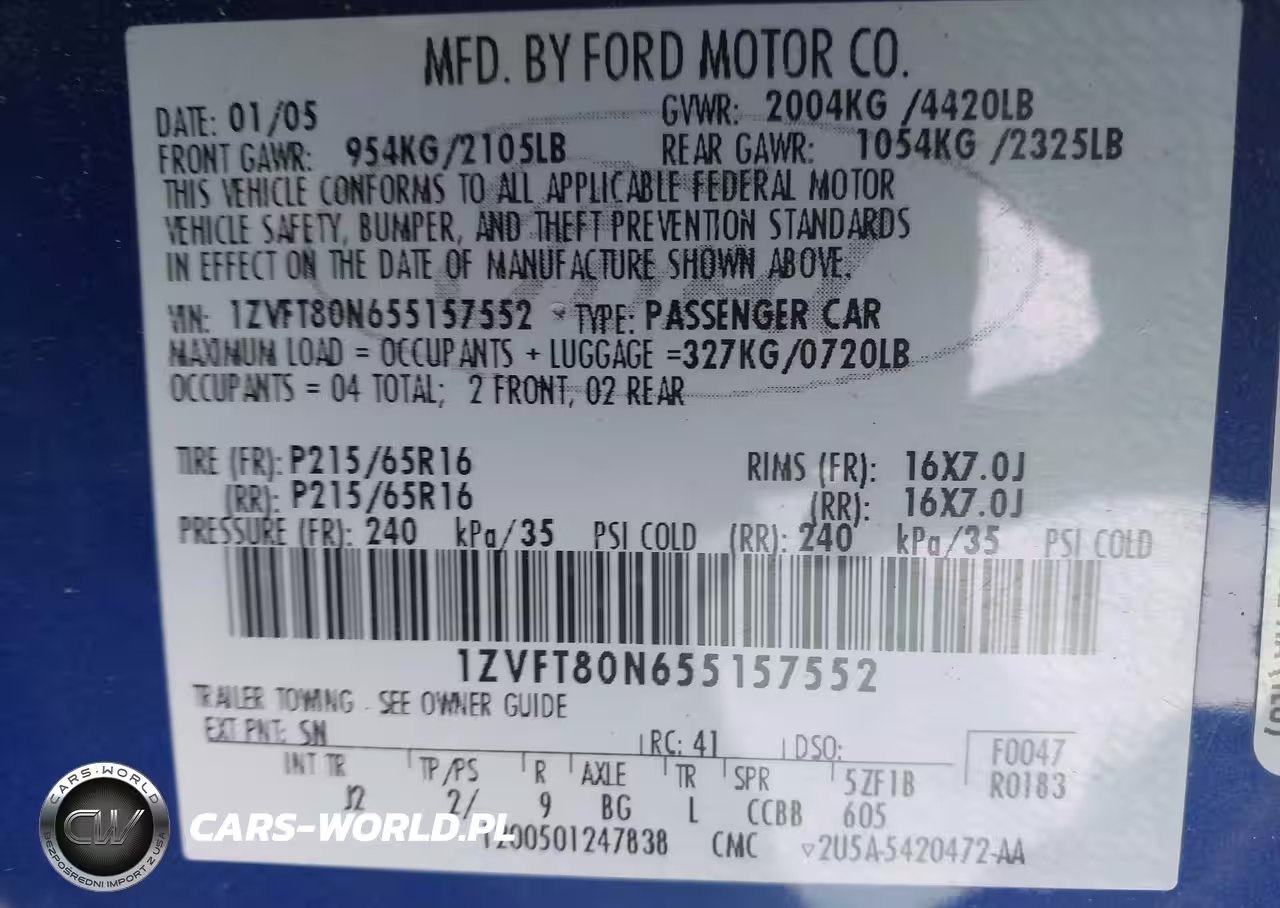 MFD. BY FORD MOTOR CO.
DATE: 01/05 GVWR: 2004KG /4420LB
FRONT GAWR: 954KG/2105LB REAR GAWR: 1054KG /2325LB
THIS VEHICLE CONFORMS TO ALL APPLICABLE FEDERAL MOTOR
VEHICLE SAFETY, BUMPER, AND THEFT PREVENTION STANDARDS
IN EFFECT ON THE DATE OF MANUFACTURE SHOWN ABOVE.
VIN: 1ZVFT80N655157552 TYPE: PASSENGER CAR
MAXIMUM LOAD = OCCUPANTS + LUGGAGE =327KG/0720LB
OCCUPANTS = 04 TOTAL; 2 FRONT, 02 REAR
TIRE (FR): P215/65R16 RIMS (FR): 16X7.0J
(RR): P215/65R16 (RR): 16X7.0J
PRESSURE (FR): 240 kPa/35 PSI COLD (RR): 240 kPa/35 PSI COLD
1ZVFT80N655157552
TRAILER TOWING - SEE OWNER GUIDE
EXT PNT: SN RC: 41 DSO: F0047
INT TR TP/PS R AXLE TR SPR 5ZF1B R0183
J2 2/ 9 BG L CCBB 605
1200501247838 CMC ▽2U5A-5420472-AA
CARS-WORLD
CW
BEZPOŚREDNI IMPORT Z USA
CARS-WORLD.PL